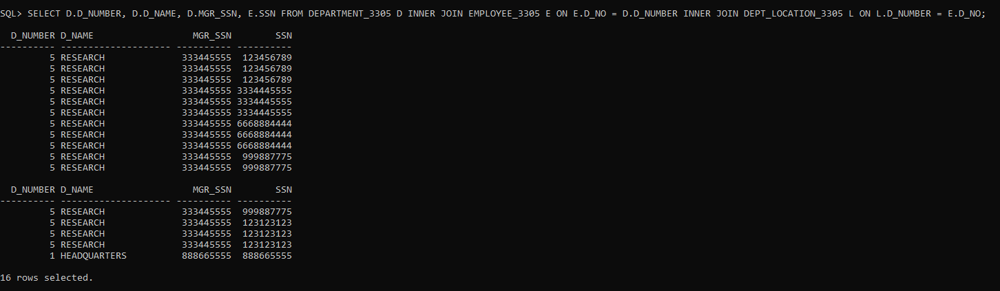 SQL> SELECT D.D_NUMBER, D.D_NAME, D.MGR_SSN, E.SSN FROM DEPARTMENT_3305 D INNER JOIN EMPLOYEE_3305 E ON E.D_NO = D.D_NUMBER INNER JOIN DEPT_LOCATION_3305 L ON L.D_NUMBER = E.D_NO;
D_NUMBER D_NAME MGR_SSN SSN
---------- -------------------- ---------- ----------
5 RESEARCH 333445555 123456789
5 RESEARCH 333445555 123456789
5 RESEARCH 333445555 123456789
5 RESEARCH 333445555 3334445555
5 RESEARCH 333445555 3334445555
5 RESEARCH 333445555 3334445555
5 RESEARCH 333445555 6668884444
5 RESEARCH 333445555 6668884444
5 RESEARCH 333445555 6668884444
5 RESEARCH 333445555 999887775
5 RESEARCH 333445555 999887775
D_NUMBER D_NAME MGR_SSN SSN
---------- -------------------- ---------- ----------
5 RESEARCH 333445555 999887775
5 RESEARCH 333445555 123123123
5 RESEARCH 333445555 123123123
5 RESEARCH 333445555 123123123
1 HEADQUARTERS 888665555 888665555
16 rows selected.